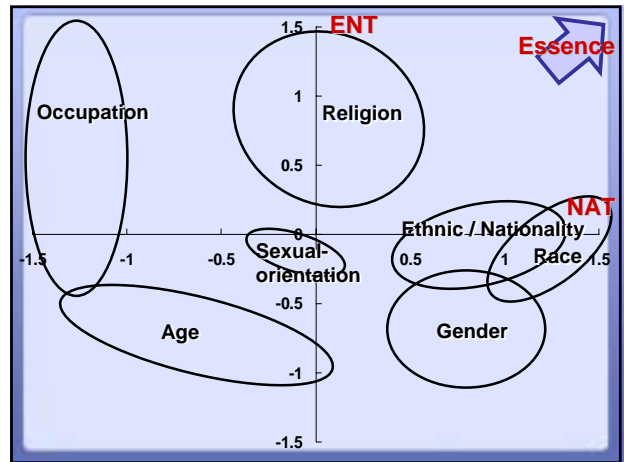 1.5 ENT
Essence
1
Occupation
Religion
0.5
NAT
Ethnic / Nationality
0
Sexual-
Race
-1.5 -1 -0.5 0.5 1 1.5
orientation
-0.5
Age
Gender
-1
-1.5